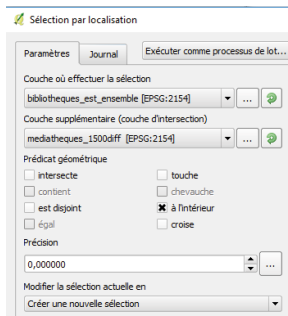 Sélection par localisation
Paramètres Journal Exécuter comme processus de lot...
Couche où effectuer la sélection
bibliotheques_est_ensemble [EPSG:2154] ...
Couche supplémentaire (couche d'intersection)
mediatheques_1500diff [EPSG:2154] ...
Prédicat géométrique
intersecte touche
contient chevauche
est disjoint à l'intérieur
égal croise
Précision
0,000000 ...
Modifier la sélection actuelle en
Créer une nouvelle sélection